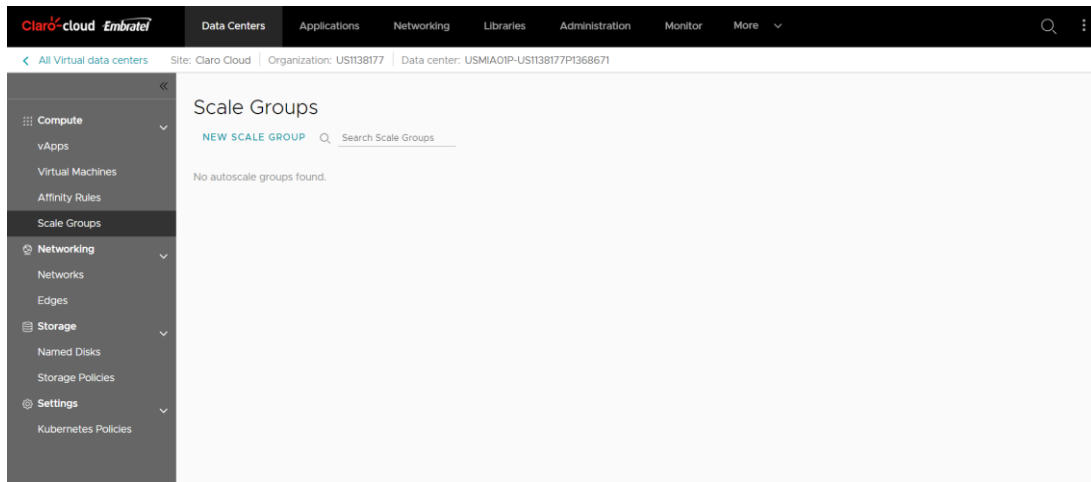 Claro-cloud Embratel Data Centers Applications Networking Libraries Administration Monitor More
All Virtual data centers Site: Claro Cloud Organization: US1138177 Data center: USMIA01P-US1138177P1368671
Compute
vApps
Virtual Machines
Affinity Rules
Scale Groups
Networking
Networks
Edges
Storage
Named Disks
Storage Policies
Settings
Kubernetes Policies
Scale Groups
NEW SCALE GROUP Search Scale Groups
No autoscale groups found.